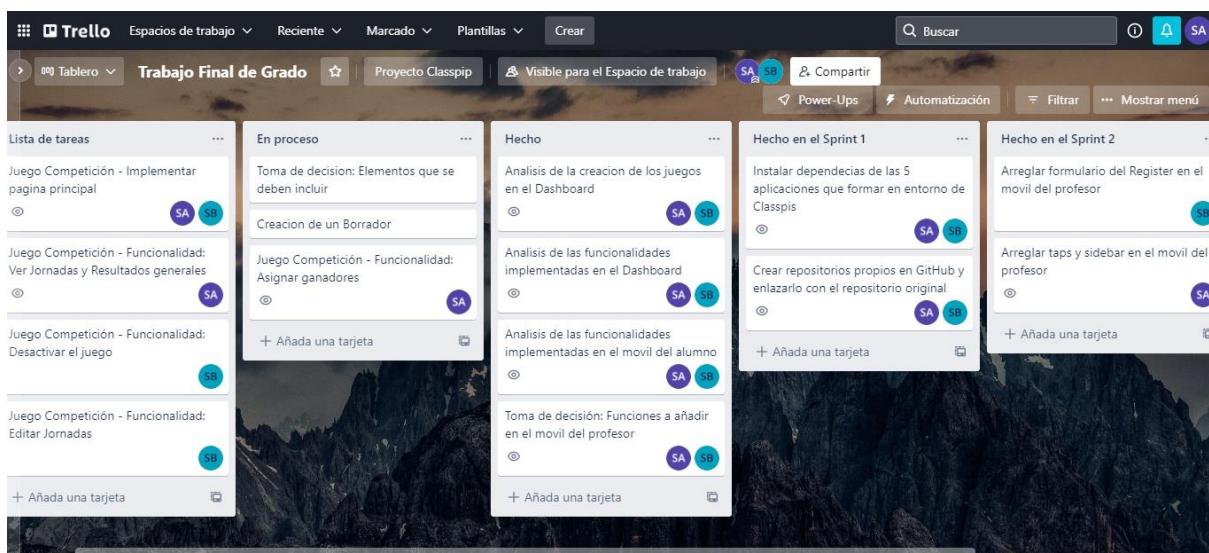 Trello Espacios de trabajo Reciente Marcado Plantillas Crear Buscar SA
Tablero Trabajo Final de Grado Proyecto Classpip Visible para el Espacio de trabajo SA SB Compartir
Power-Ups Automatización Filtrar Mostrar menú
Lista de tareas
Juego Competición - Implementar
pagina principal
SA SB
Juego Competición - Funcionalidad:
Ver Jornadas y Resultados generales
SA
Juego Competición - Funcionalidad:
Desactivar el juego
SB
Juego Competición - Funcionalidad:
Editar Jornadas
SB
+ Añada una tarjeta
En proceso
Toma de decision: Elementos que se
deben incluir
Creacion de un Borrador
Juego Competición - Funcionalidad:
Asignar ganadores
SA
+ Añada una tarjeta
Hecho
Analisis de la creacion de los juegos
en el Dashboard
SA SB
Analisis de las funcionalidades
implementadas en el Dashboard
SA SB
Analisis de las funcionalidades
implementadas en el movil del alumno
SA SB
Toma de decisión: Funciones a añadir
en el movil del profesor
SA SB
+ Añada una tarjeta
Hecho en el Sprint 1
Instalar dependecias de las 5
aplicaciones que formar en entorno de
Classpis
SA SB
Crear repositorios propios en GitHub y
enlazarlo con el repositorio original
SA SB
+ Añada una tarjeta
Hecho en el Sprint 2
Arreglar formulario del Register en el
movil del profesor
SB
Arreglar taps y sidebar en el movil del
profesor
SA
+ Añada una tarjeta